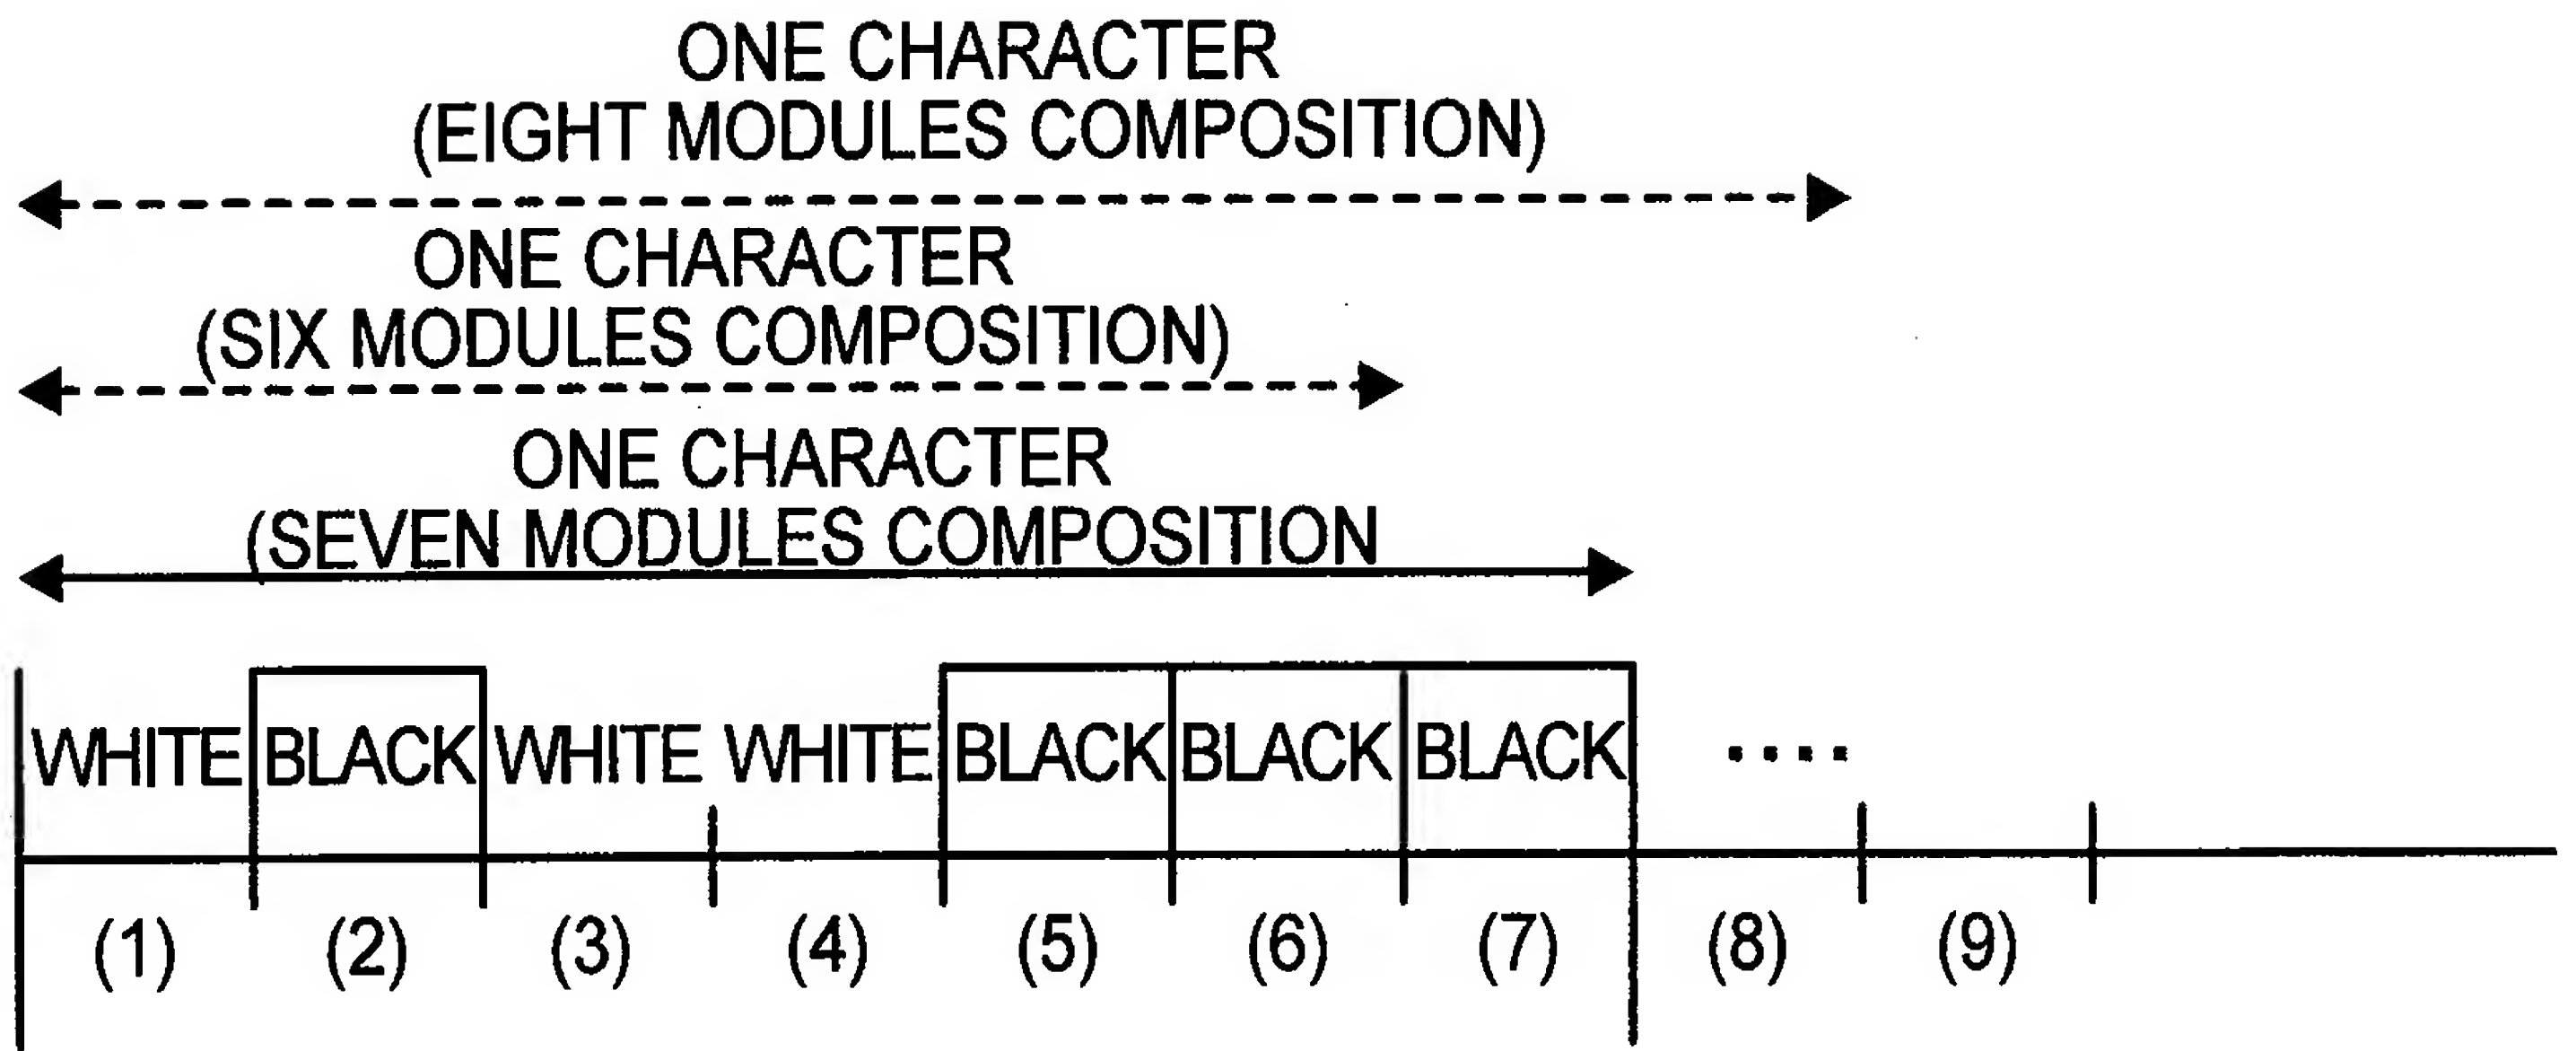 ONE CHARACTER
(EIGHT MODULES COMPOSITION)
ONE CHARACTER
(SIX MODULES COMPOSITION)
ONE CHARACTER
(SEVEN MODULES COMPOSITION
WHITE BLACK WHITE WHITE BLACK BLACK BLACK ....
(1) (2) (3) (4) (5) (6) (7) (8) (9)